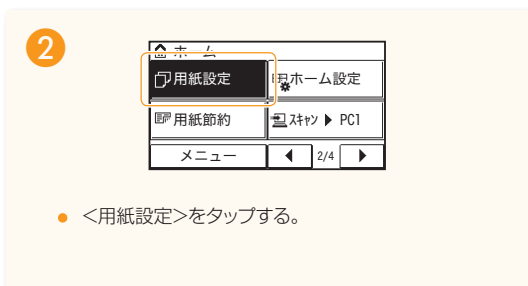 2
ホーム
用紙設定 ホーム設定
用紙節約 スキャン ▶ PC1
メニュー ◀ 2/4 ▶
● <用紙設定>をタップする。